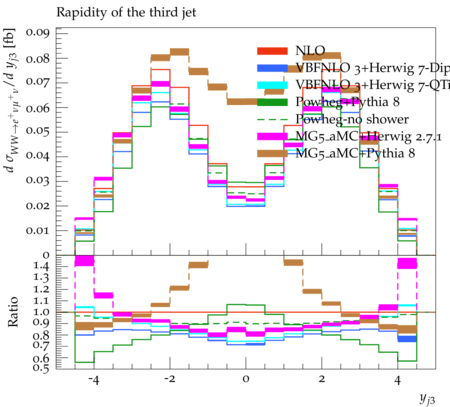 Rapidity of the third jet
d σWW→e+νμμ+ν/d yj3 [fb]
0.09
0.08
0.07
0.06
0.05
0.04
0.03
0.02
0.01
0
NLO
VBFNLO 3+Herwig 7-Dip
VBFNLO 3+Herwig 7-QTi
Powheg+Pythia 8
Powheg-no shower
MG5_aMC+Herwig 2.7.1
MG5_aMC+Pythia 8
Ratio
1.4
1.3
1.2
1.1
1.0
0.9
0.8
0.7
0.6
0.5
-4 -2 0 2 4
yj3